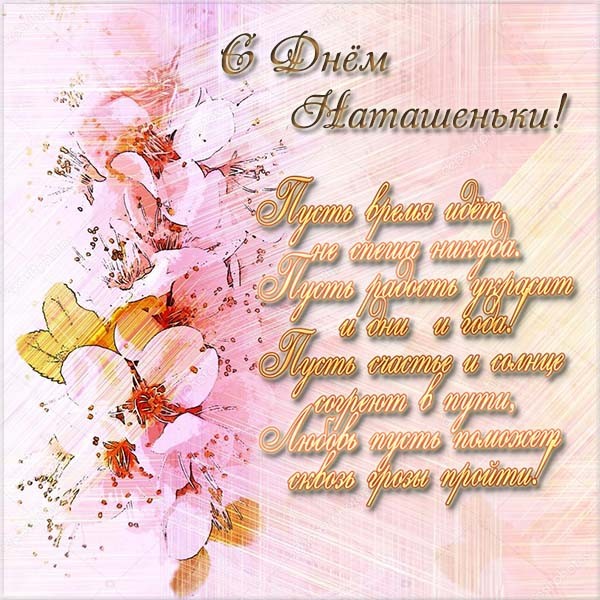 С Днём
Наташеньки!
Пусть время идёт,
не спеша никуда.
Пусть радость украсит
и дни и года!
Пусть счастье и солнце
согреют в пути,
Любовь пусть поможет
сквозь грозы пройти!